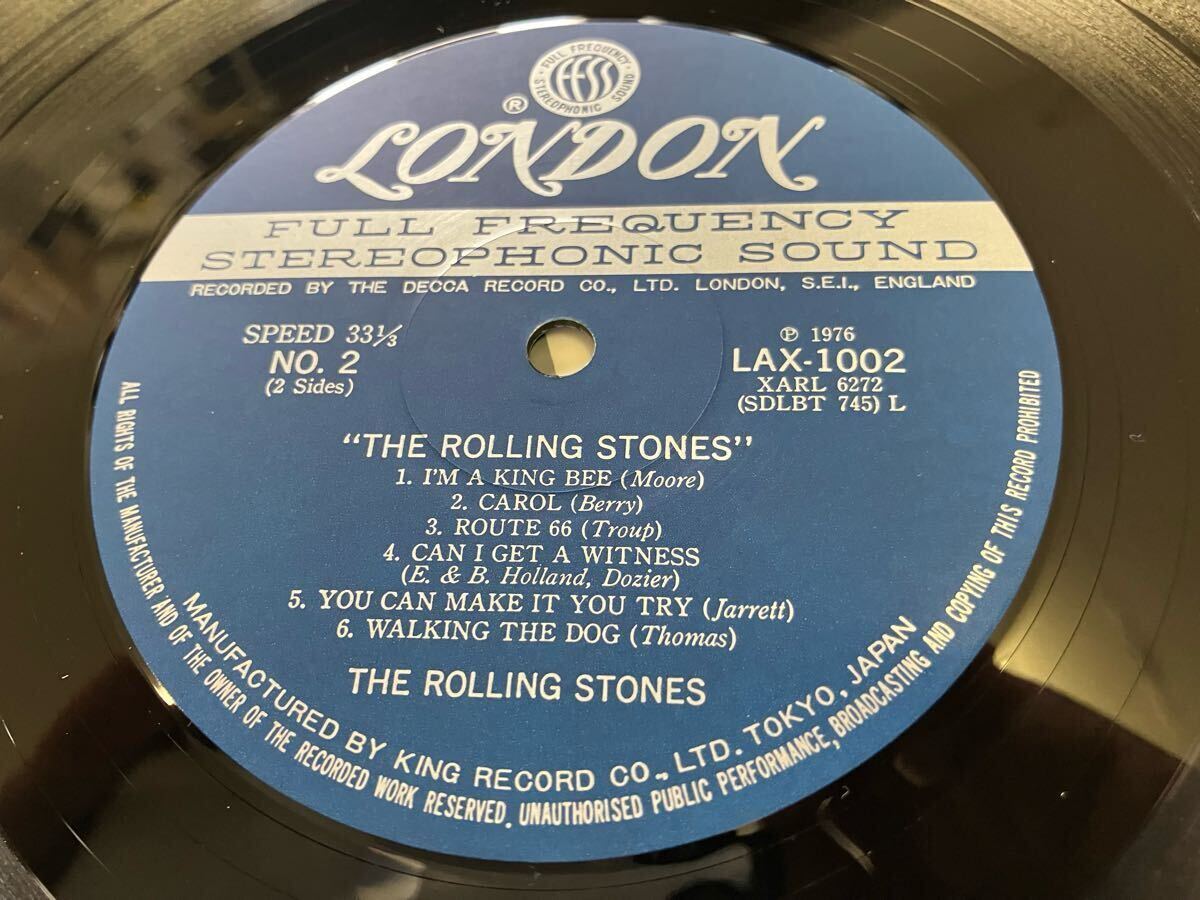 FULL FREQUENCY
FFSS
STEREOPHONIC SOUND
®
LONDON
FULL FREQUENCY
STEREOPHONIC SOUND
RECORDED BY THE DECCA RECORD CO., LTD. LONDON, S.E.I., ENGLAND
SPEED 33⅓
NO. 2
(2 Sides)
℗ 1976
LAX-1002
XARL 6272
(SDLBT 745) L
"THE ROLLING STONES"
1. I'M A KING BEE (Moore)
2. CAROL (Berry)
3. ROUTE 66 (Troup)
4. CAN I GET A WITNESS
(E. & B. Holland, Dozier)
5. YOU CAN MAKE IT YOU TRY (Jarrett)
6. WALKING THE DOG (Thomas)
THE ROLLING STONES
MANUFACTURED BY KING RECORD CO., LTD. TOKYO, JAPAN
ALL RIGHTS OF THE MANUFACTURER AND OF THE OWNER OF THE RECORDED WORK RESERVED. UNAUTHORISED PUBLIC PERFORMANCE, BROADCASTING AND COPYING OF THIS RECORD PROHIBITED